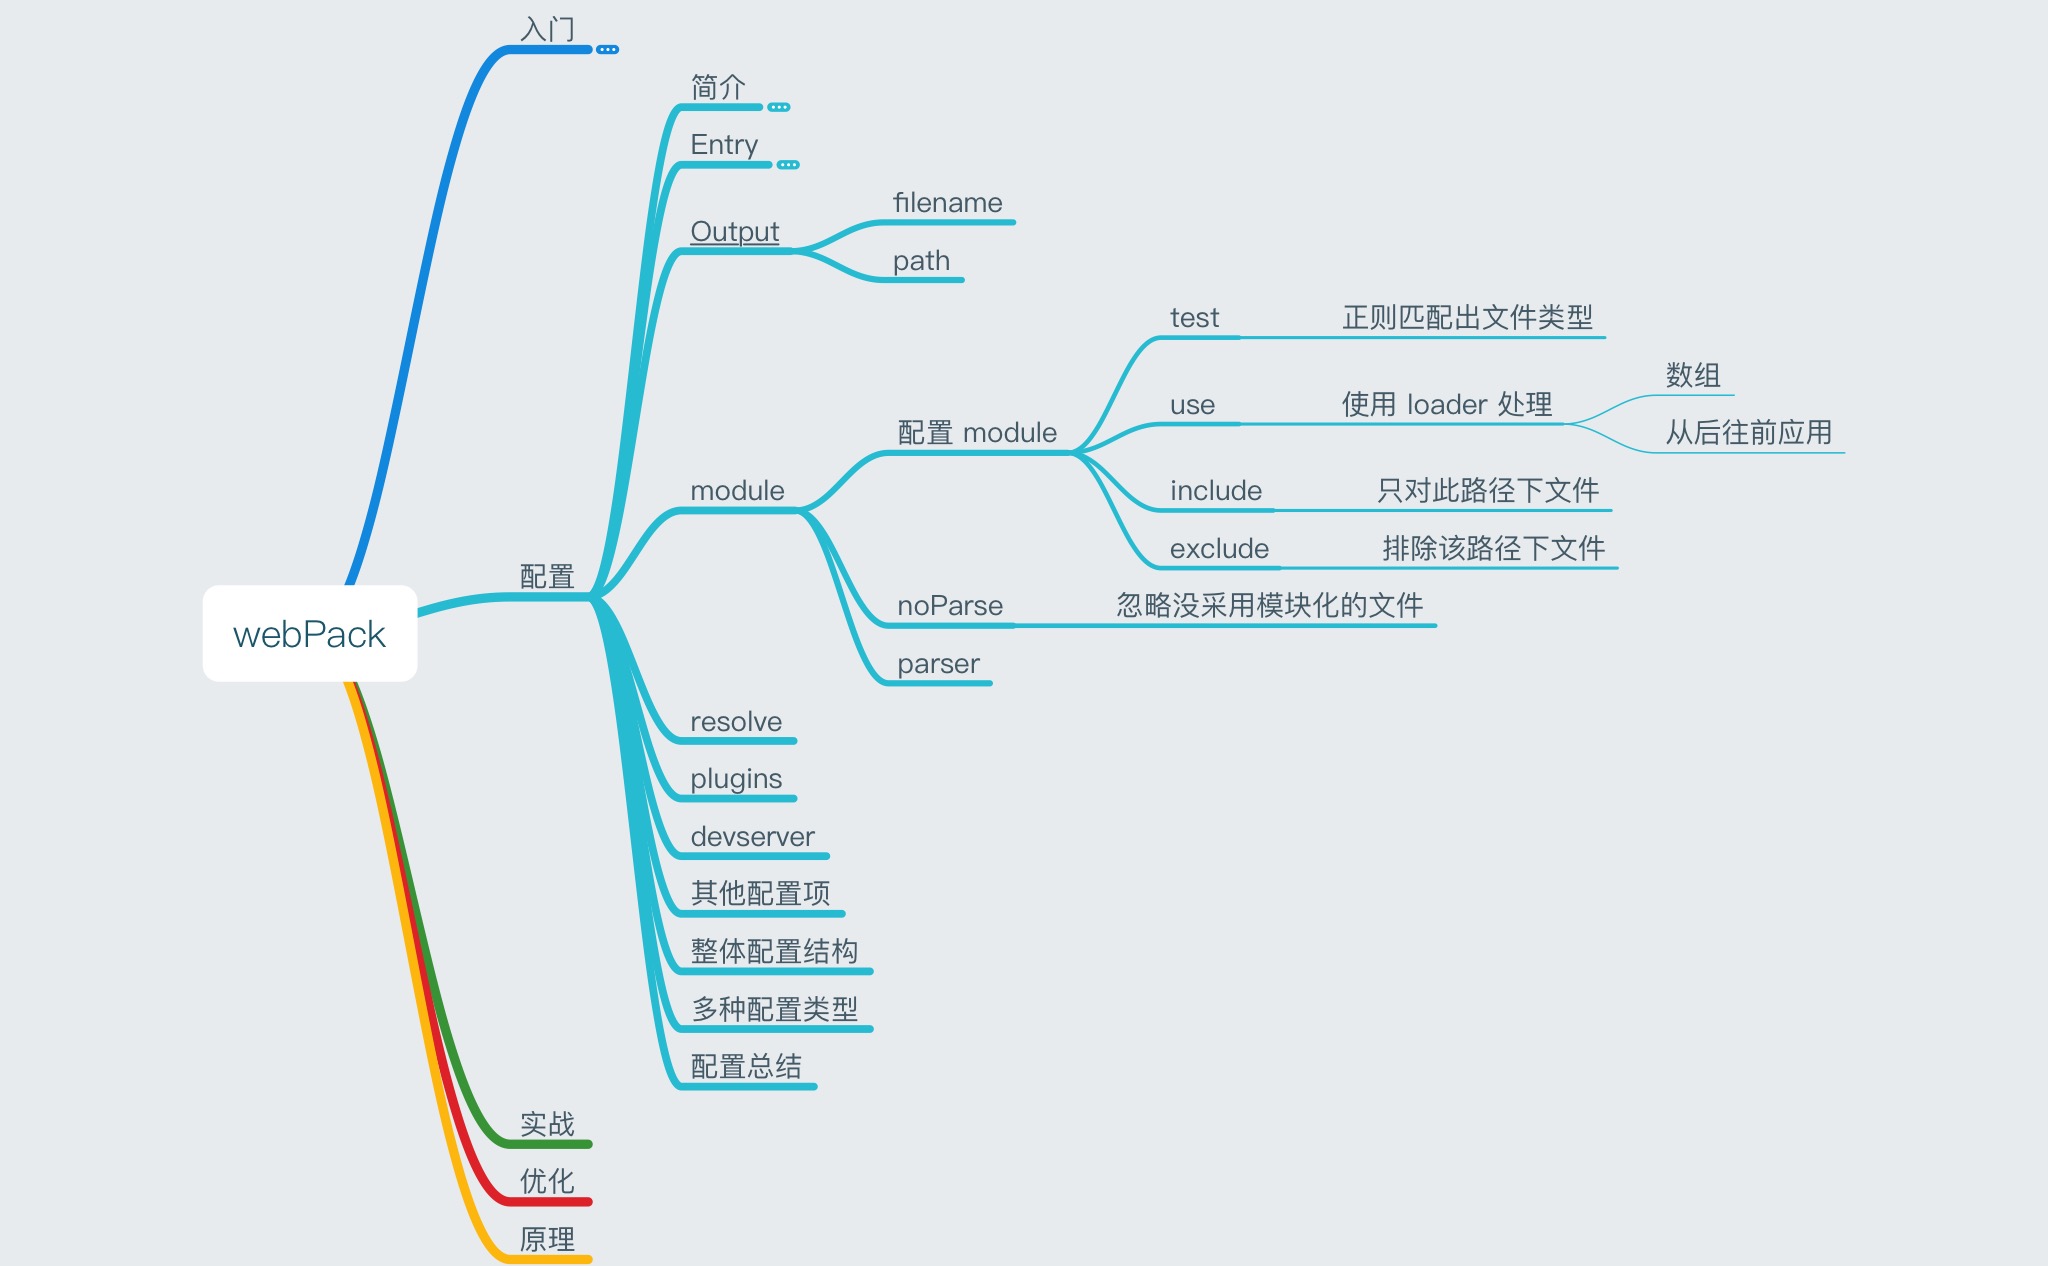 入门
简介
Entry
Output
filename
path
module
配置 module
test
正则匹配出文件类型
use
使用 loader 处理
数组
从后往前应用
include
只对此路径下文件
exclude
排除该路径下文件
noParse
忽略没采用模块化的文件
parser
配置
webPack
resolve
plugins
devserver
其他配置项
整体配置结构
多种配置类型
配置总结
实战
优化
原理